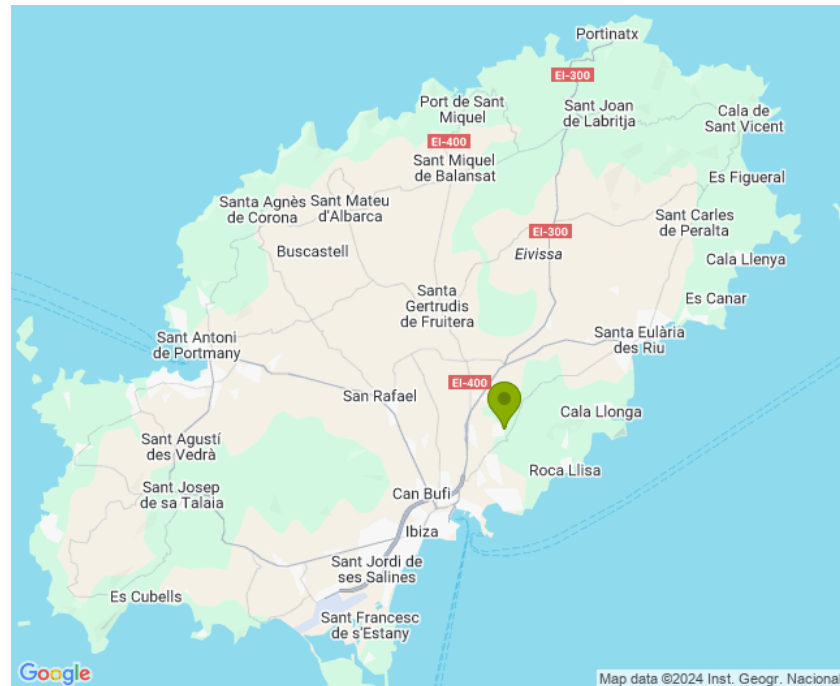 Portinatx
EI-300
Port de Sant
Miquel
Sant Joan
de Labritja
Cala de
Sant Vicent
EI-400
Sant Miquel
de Balansat
Es Figueral
Santa Agnès
de Corona
Sant Mateu
d'Albarca
Sant Carles
de Peralta
EI-300
Buscastell
Eivissa
Cala Llenya
Santa
Gertrudis
de Fruitera
Es Canar
Sant Antoni
de Portmany
Santa Eulària
des Riu
EI-400
San Rafael
Cala Llonga
Sant Agustí
des Vedrà
Roca Llisa
Sant Josep
de sa Talaia
Can Bufi
Ibiza
Sant Jordi de
ses Salines
Es Cubells
Sant Francesc
de s'Estany
Google
Map data ©2024 Inst. Geogr. Nacional